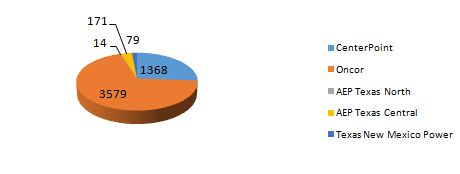 171
14
79
1368
3579
CenterPoint
Oncor
AEP Texas North
AEP Texas Central
Texas New Mexico Power